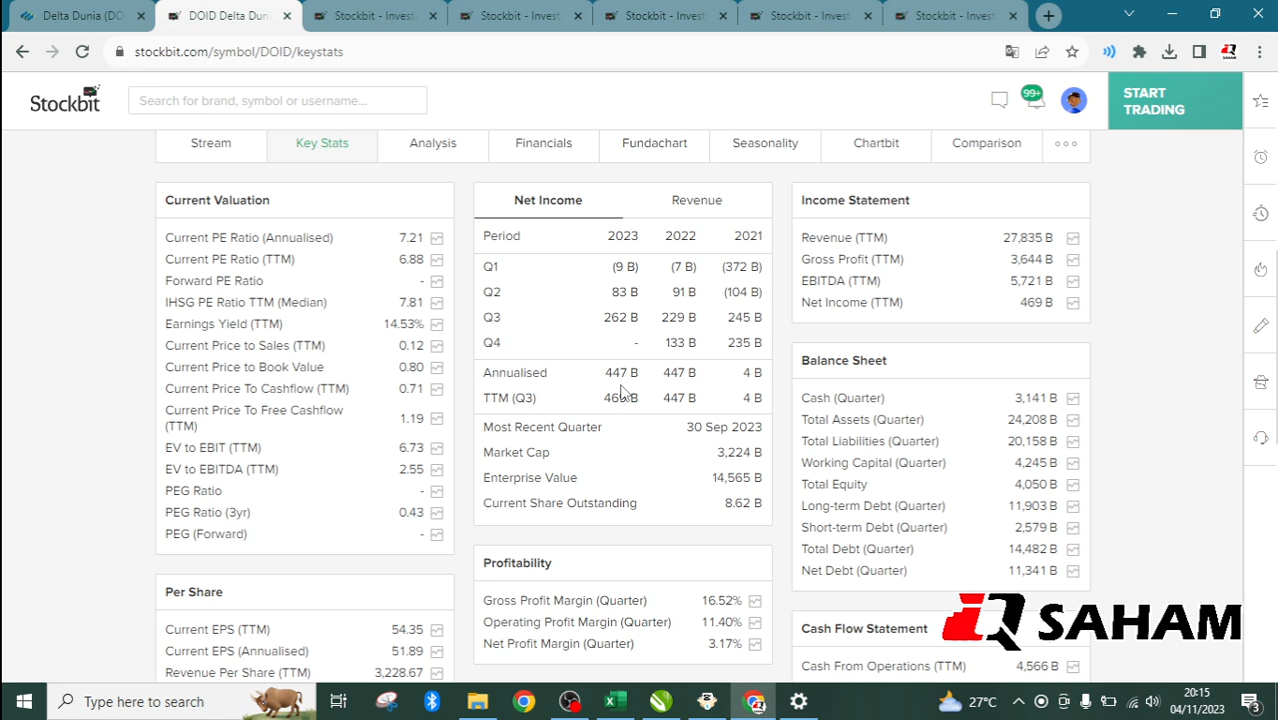 Delta Dunia (DO
DOID Delta Dun
Stockbit - Invest
Stockbit - Invest
Stockbit - Invest
Stockbit - Invest
Stockbit - Invest
stockbit.com/symbol/DOID/keystats
Stockbit
Search for brand, symbol or username...
99+
START TRADING
Stream
Key Stats
Analysis
Financials
Fundachart
Seasonality
Chartbit
Comparison
Current Valuation
Current PE Ratio (Annualised) 7.21
Current PE Ratio (TTM) 6.88
Forward PE Ratio -
IHSG PE Ratio TTM (Median) 7.81
Earnings Yield (TTM) 14.53%
Current Price to Sales (TTM) 0.12
Current Price to Book Value 0.80
Current Price To Cashflow (TTM) 0.71
Current Price To Free Cashflow (TTM) 1.19
EV to EBIT (TTM) 6.73
EV to EBITDA (TTM) 2.55
PEG Ratio -
PEG Ratio (3yr) 0.43
PEG (Forward) -
Per Share
Current EPS (TTM) 54.35
Current EPS (Annualised) 51.89
Revenue Per Share (TTM) 3,228.67
Net Income Revenue
Period 2023 2022 2021
Q1 (9 B) (7 B) (372 B)
Q2 83 B 91 B (104 B)
Q3 262 B 229 B 245 B
Q4 - 133 B 235 B
Annualised 447 B 447 B 4 B
TTM (Q3) 447 B 4 B
Most Recent Quarter 30 Sep 2023
Market Cap 3,224 B
Enterprise Value 14,565 B
Current Share Outstanding 8.62 B
Profitability
Gross Profit Margin (Quarter) 16.52%
Operating Profit Margin (Quarter) 11.40%
Net Profit Margin (Quarter) 3.17%
Income Statement
Revenue (TTM) 27,835 B
Gross Profit (TTM) 3,644 B
EBITDA (TTM) 5,721 B
Net Income (TTM) 469 B
Balance Sheet
Cash (Quarter) 3,141 B
Total Assets (Quarter) 24,208 B
Total Liabilities (Quarter) 20,158 B
Working Capital (Quarter) 4,245 B
Total Equity 4,050 B
Long-term Debt (Quarter) 11,903 B
Short-term Debt (Quarter) 2,579 B
Total Debt (Quarter) 14,482 B
Net Debt (Quarter) 11,341 B
Cash Flow Statement
Cash From Operations (TTM) 4,566 B
iQ SAHAM
Type here to search
27°C
20:15
04/11/2023
3